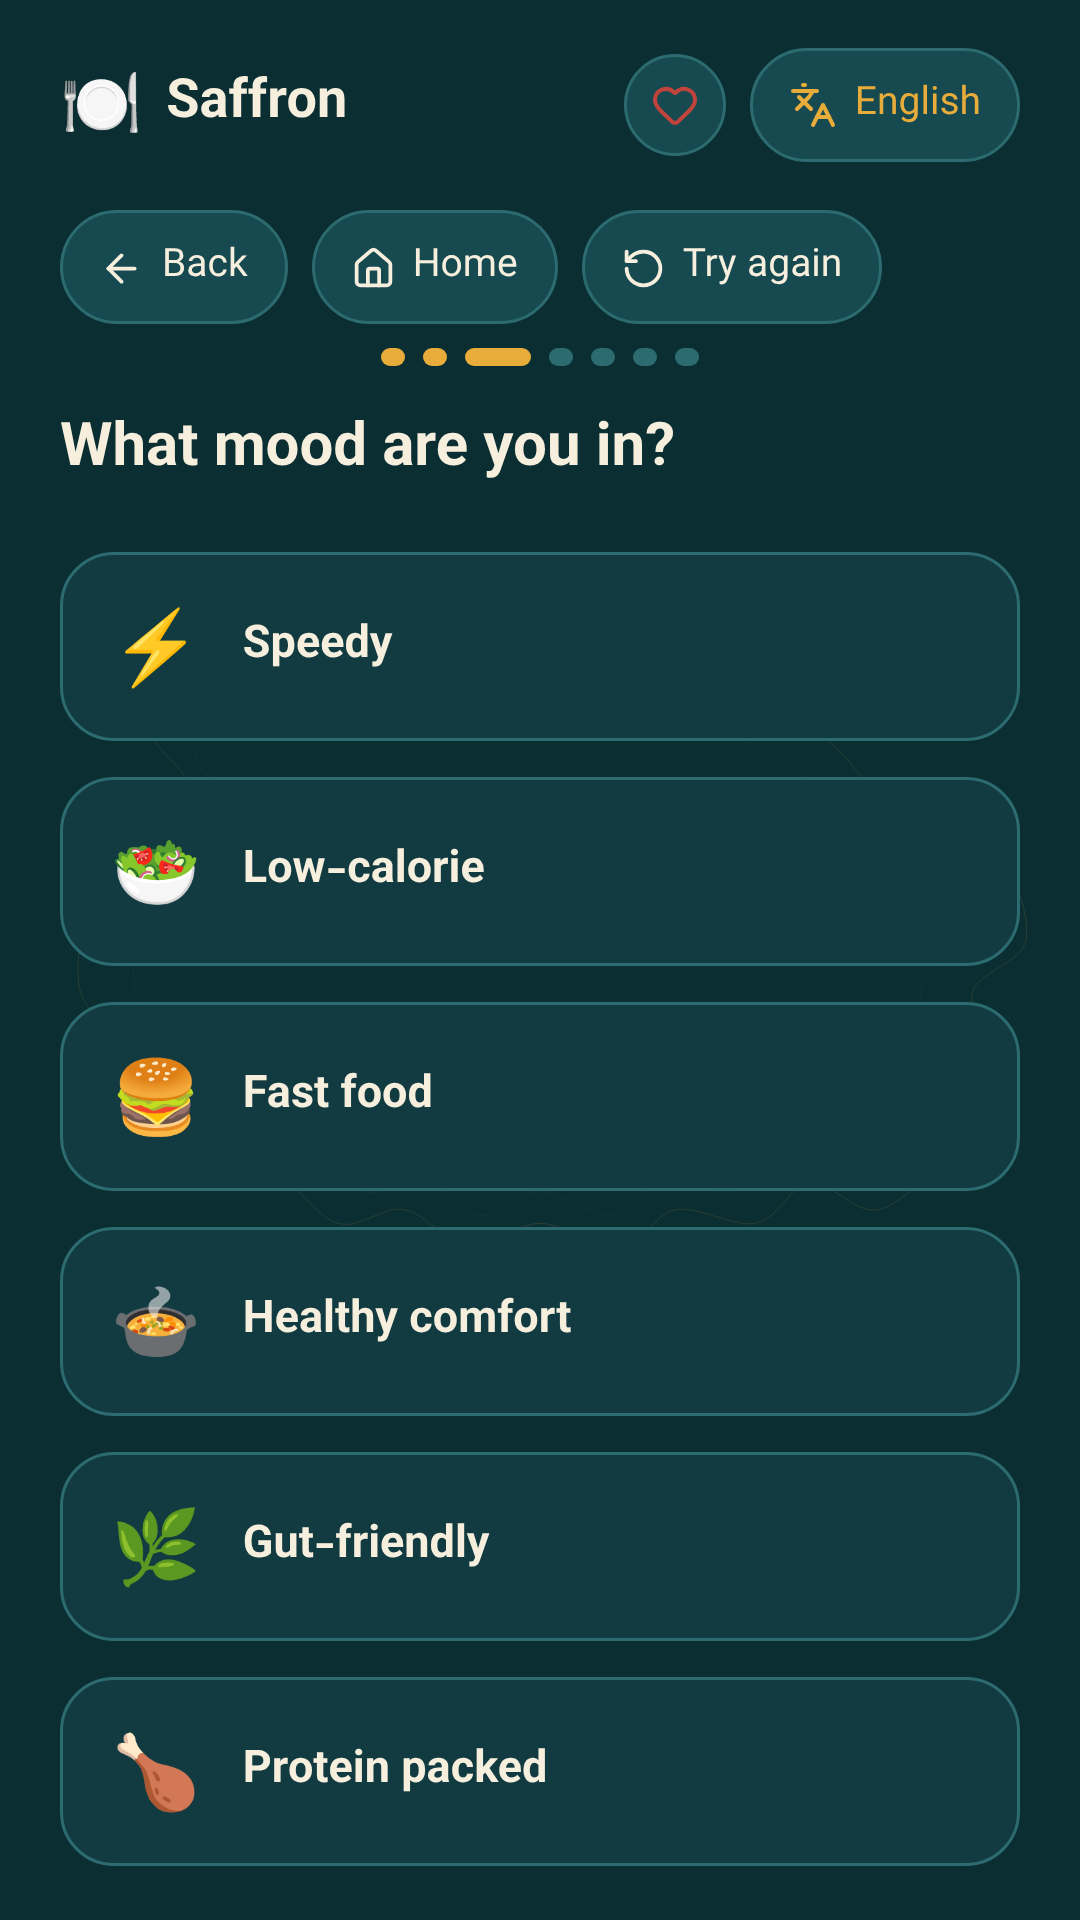 Saffron
English
Back
Home
Try again
What mood are you in?
Speedy
Low-calorie
Fast food
Healthy comfort
Gut-friendly
Protein packed